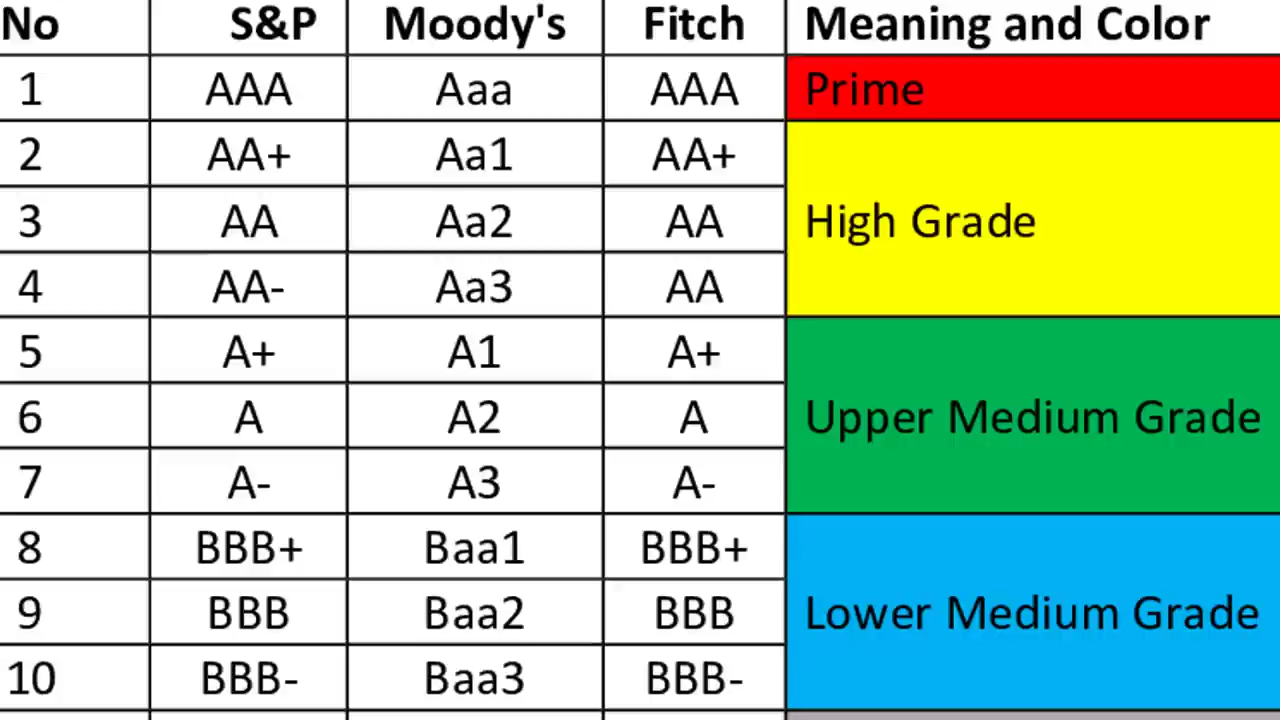 No S&P Moody's Fitch Meaning and Color
1 AAA Aaa AAA Prime
2 AA+ Aa1 AA+
3 AA Aa2 AA High Grade
4 AA- Aa3 AA
5 A+ A1 A+
6 A A2 A Upper Medium Grade
7 A- A3 A-
8 BBB+ Baa1 BBB+
9 BBB Baa2 BBB Lower Medium Grade
10 BBB- Baa3 BBB-